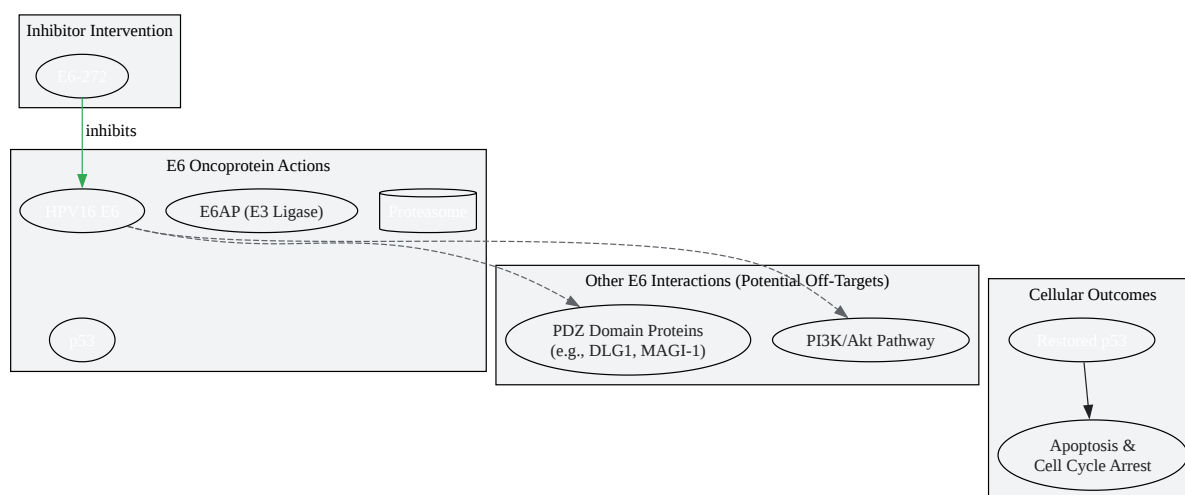 Inhibitor Intervention
E6-272
inhibits
E6 Oncoprotein Actions
HPV16 E6
E6AP (E3 Ligase)
Proteasome
p53
Other E6 Interactions (Potential Off-Targets)
PDZ Domain Proteins
(e.g., DLG1, MAGI-1)
PI3K/Akt Pathway
Cellular Outcomes
Restored p53
Apoptosis &
Cell Cycle Arrest